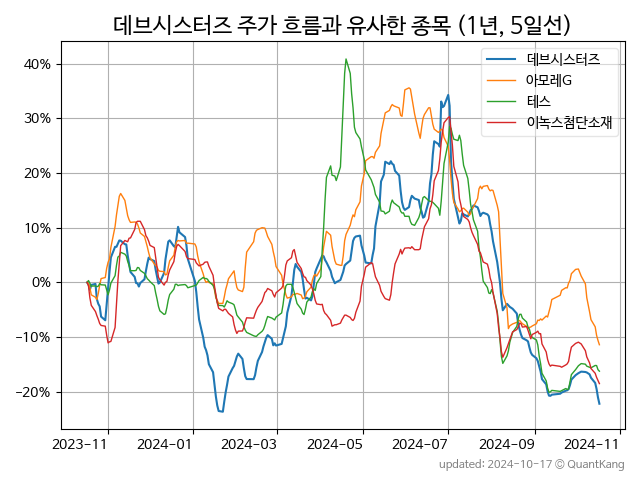 데브시스터즈 주가 흐름과 유사한 종목 (1년, 5일선)
데브시스터즈
아모레G
테스
이녹스첨단소재
40%
30%
20%
10%
0%
−10%
−20%
2023-11
2024-01
2024-03
2024-05
2024-07
2024-09
2024-11
updated: 2024-10-17 © QuantKang